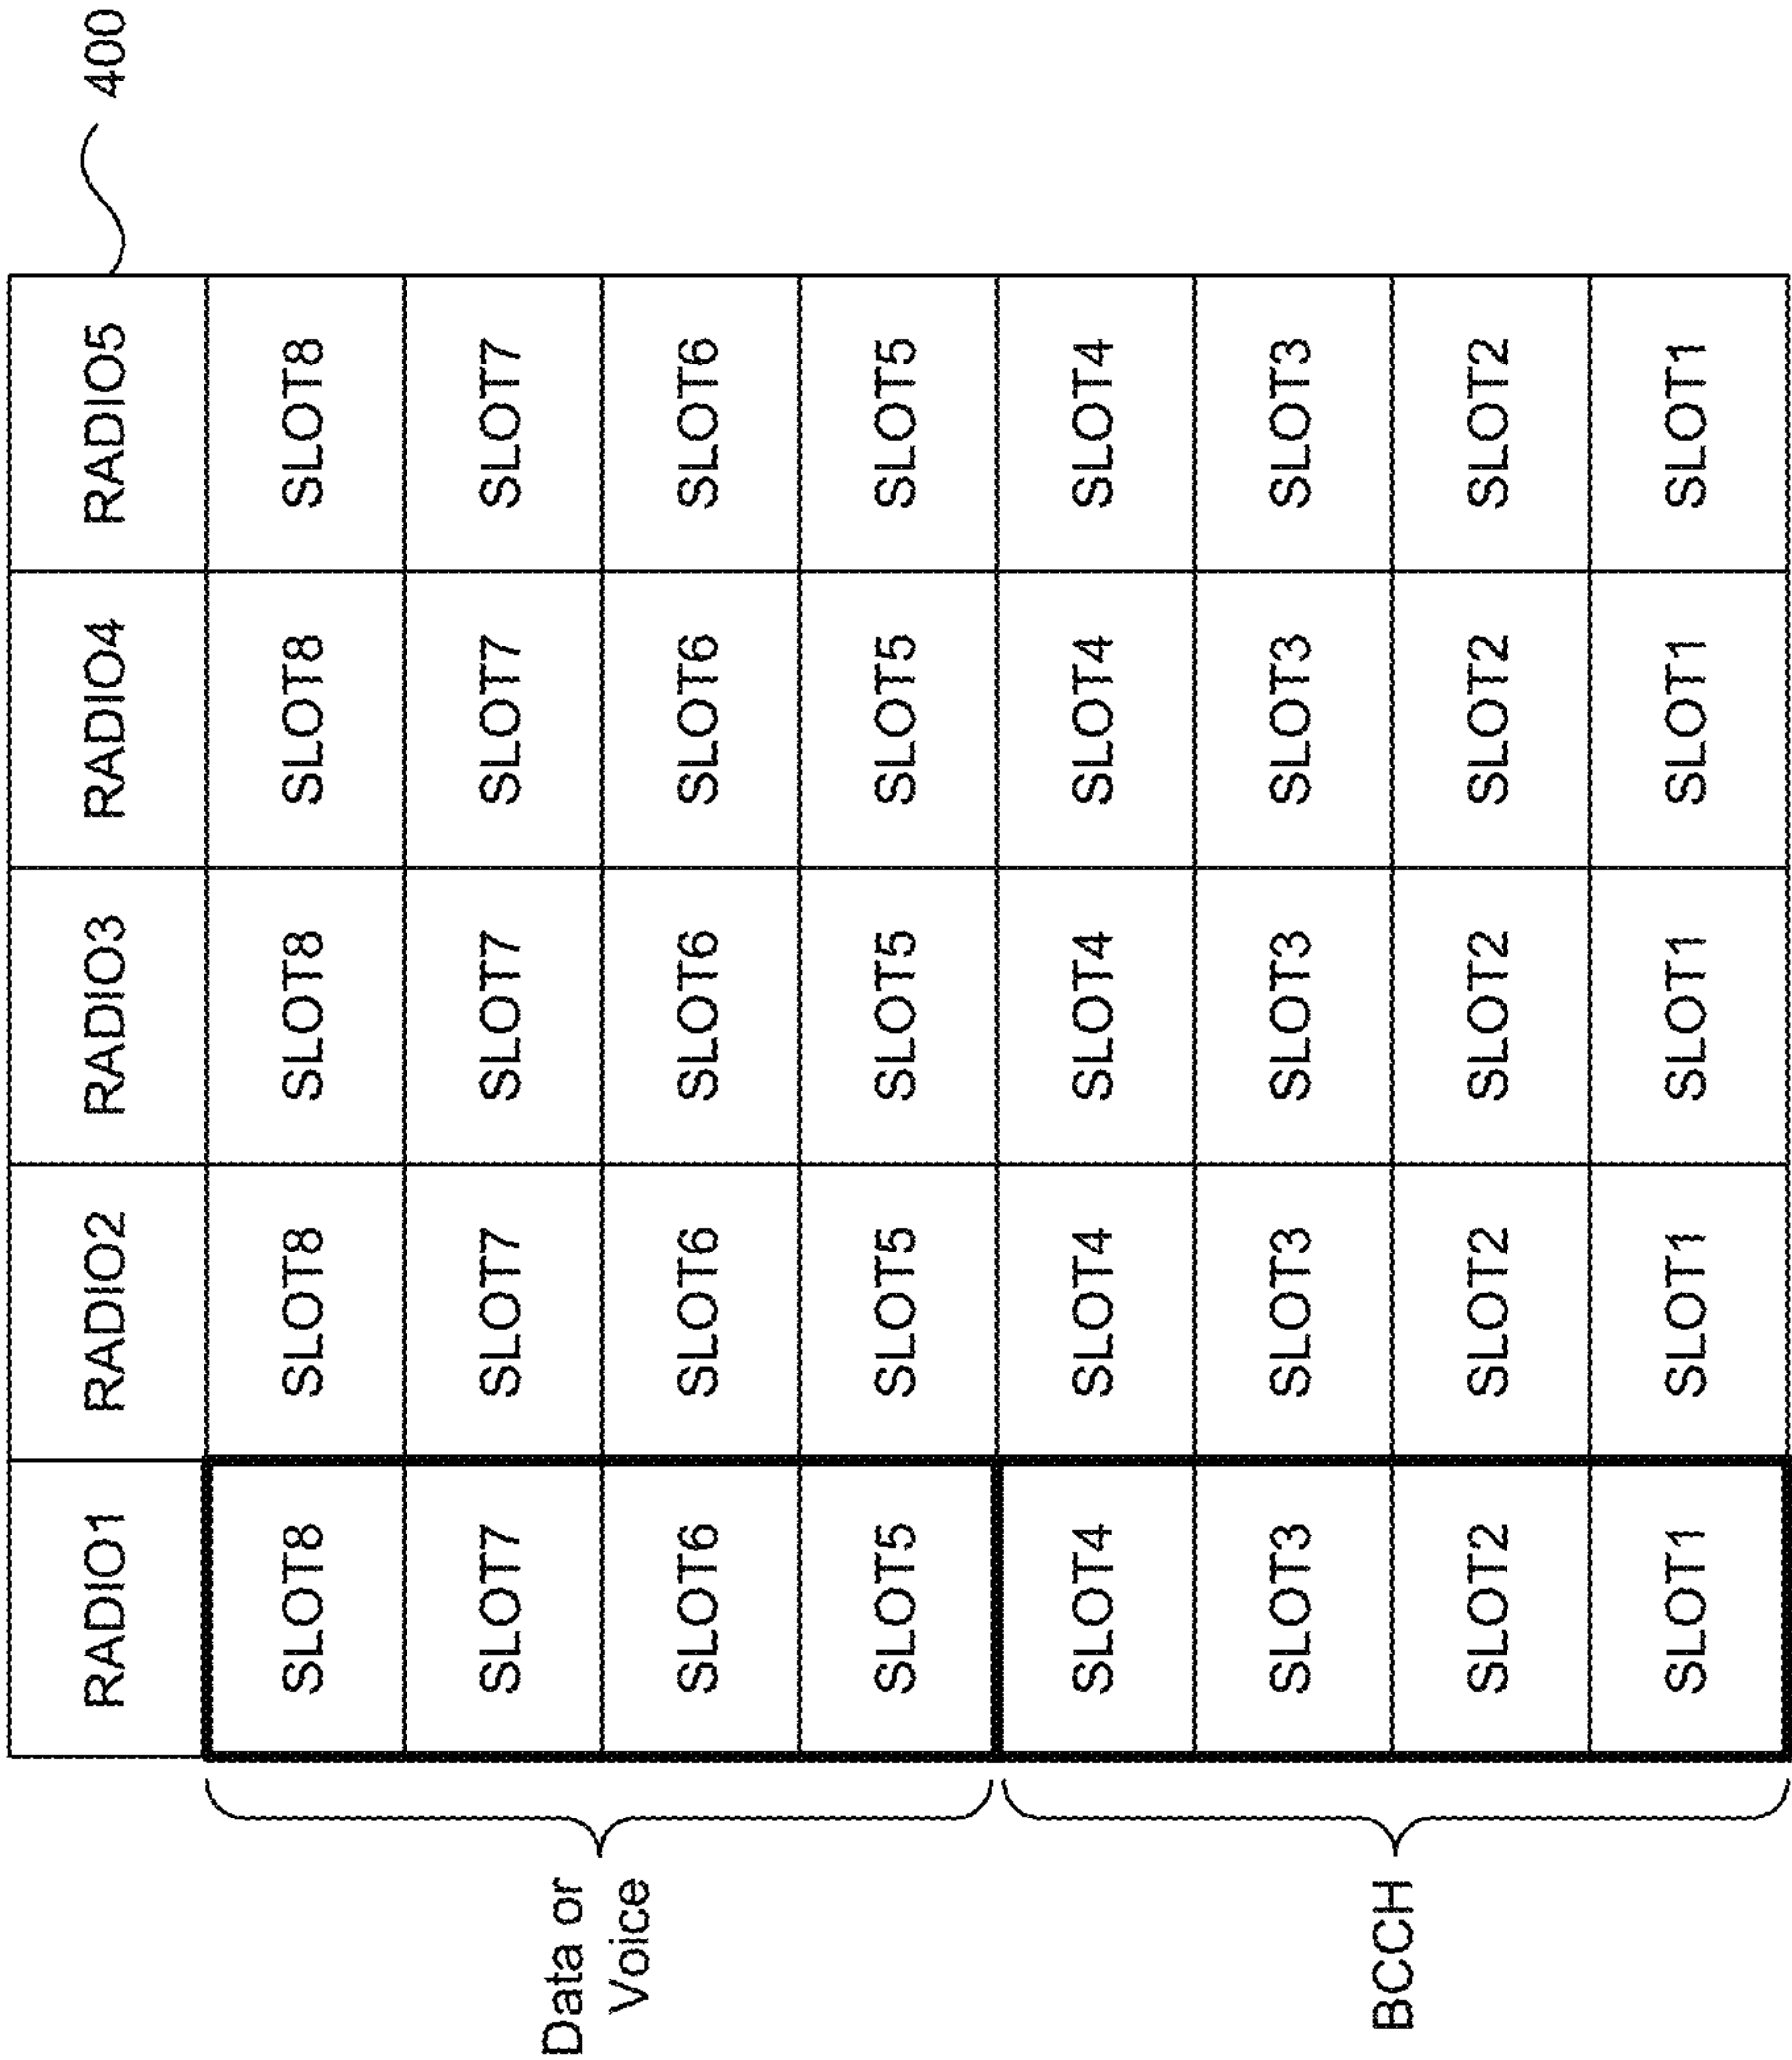 BCCH
Data or
Voice
SLOT1 SLOT2 SLOT3 SLOT4 SLOT5 SLOT6 SLOT7 SLOT8 RADIO1
SLOT1 SLOT2 SLOT3 SLOT4 SLOT5 SLOT6 SLOT7 SLOT8 RADIO2
SLOT1 SLOT2 SLOT3 SLOT4 SLOT5 SLOT6 SLOT7 SLOT8 RADIO3
SLOT1 SLOT2 SLOT3 SLOT4 SLOT5 SLOT6 SLOT7 SLOT8 RADIO4
SLOT1 SLOT2 SLOT3 SLOT4 SLOT5 SLOT6 SLOT7 SLOT8 RADIO5
400